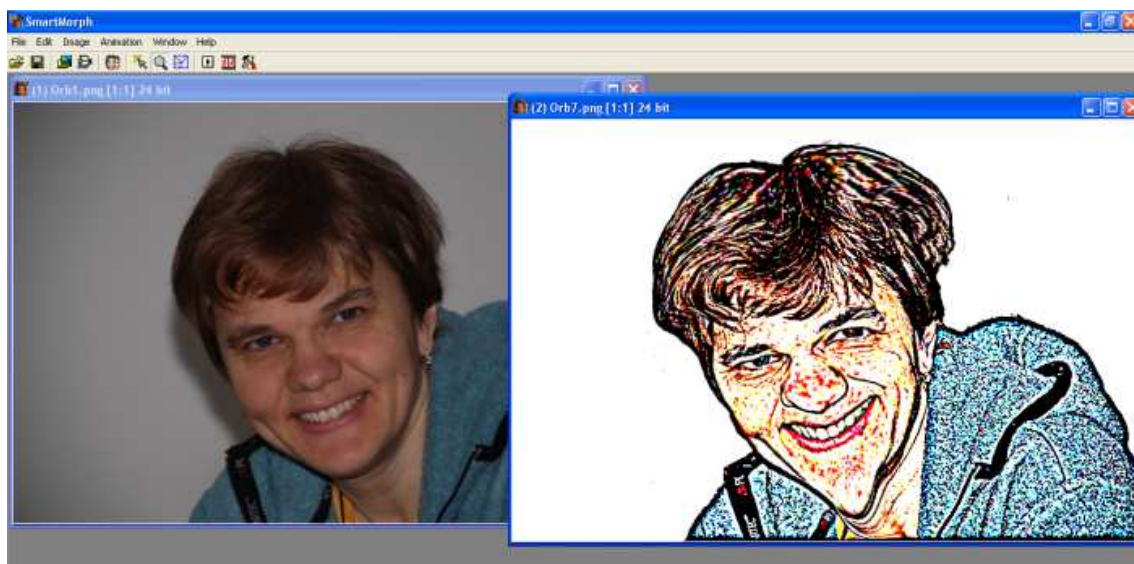 SmartMorph
File Edit Image Animation Window Help
(1) Orb1.png [1:1] 24 bit
(2) Orb7.png [1:1] 24 bit